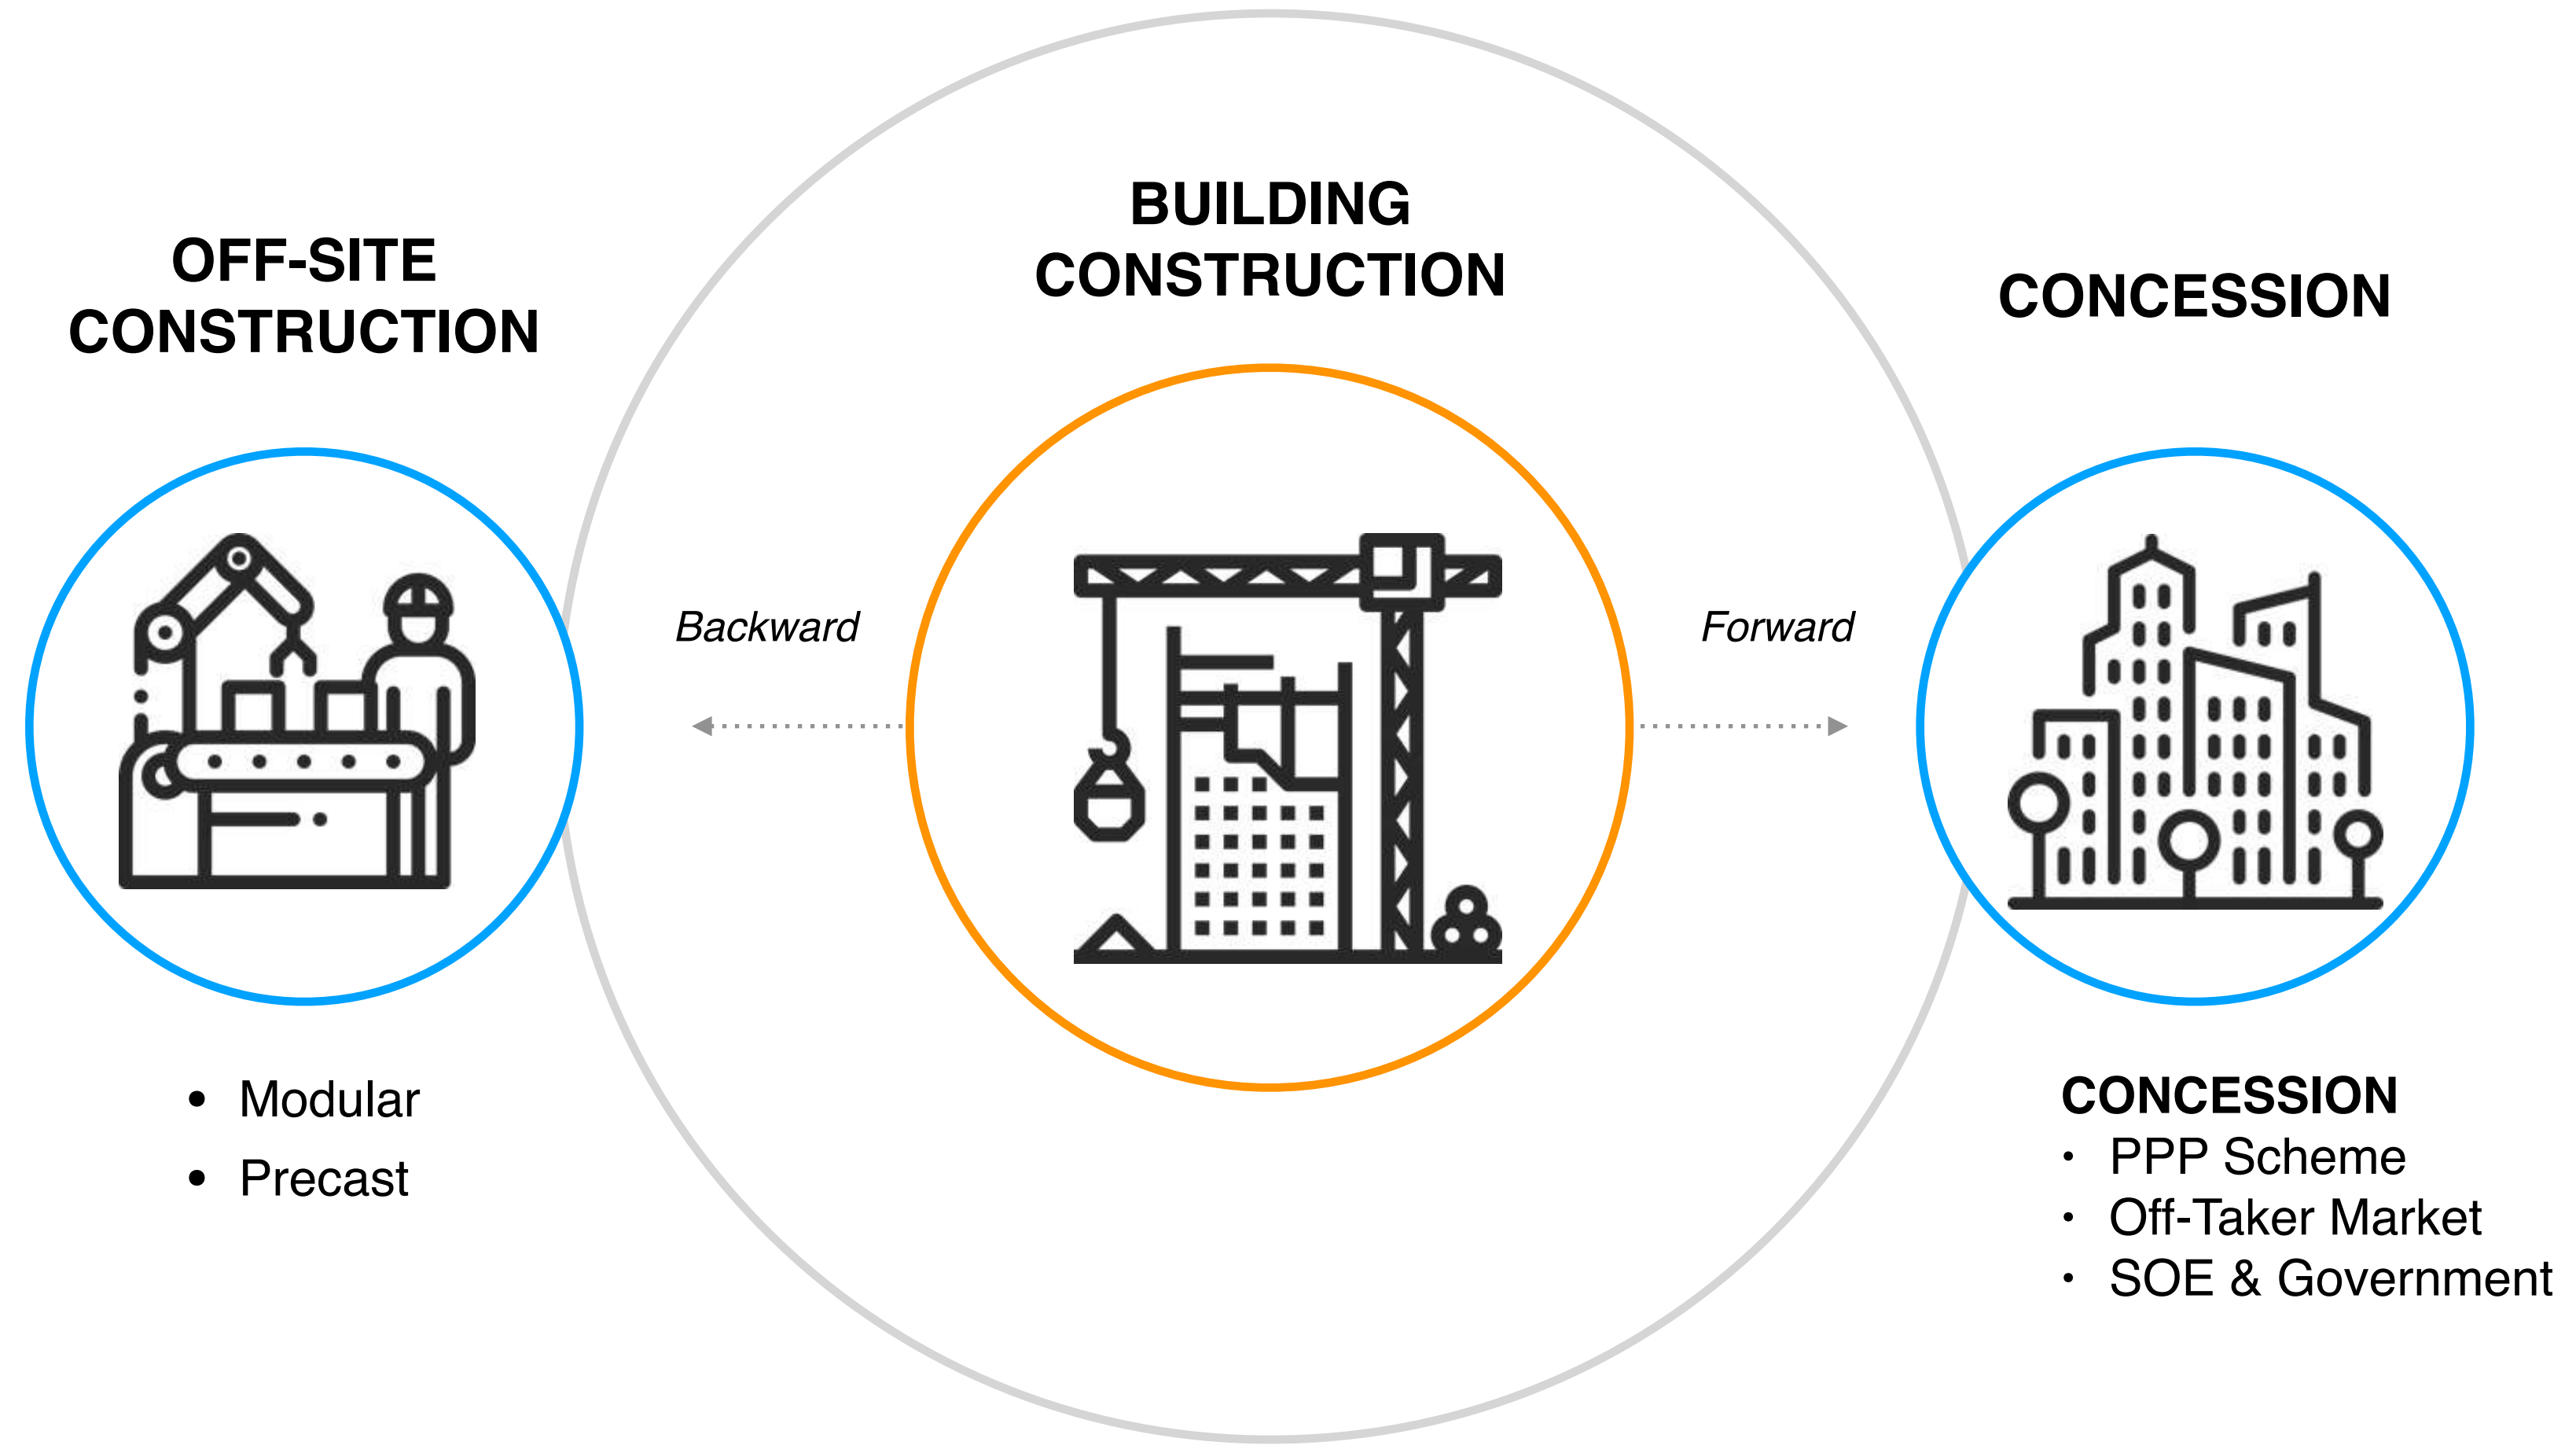 OFF-SITE
CONSTRUCTION
• Modular
• Precast
BUILDING
CONSTRUCTION
Backward
Forward
CONCESSION
CONCESSION
• PPP Scheme
• Off-Taker Market
• SOE & Government